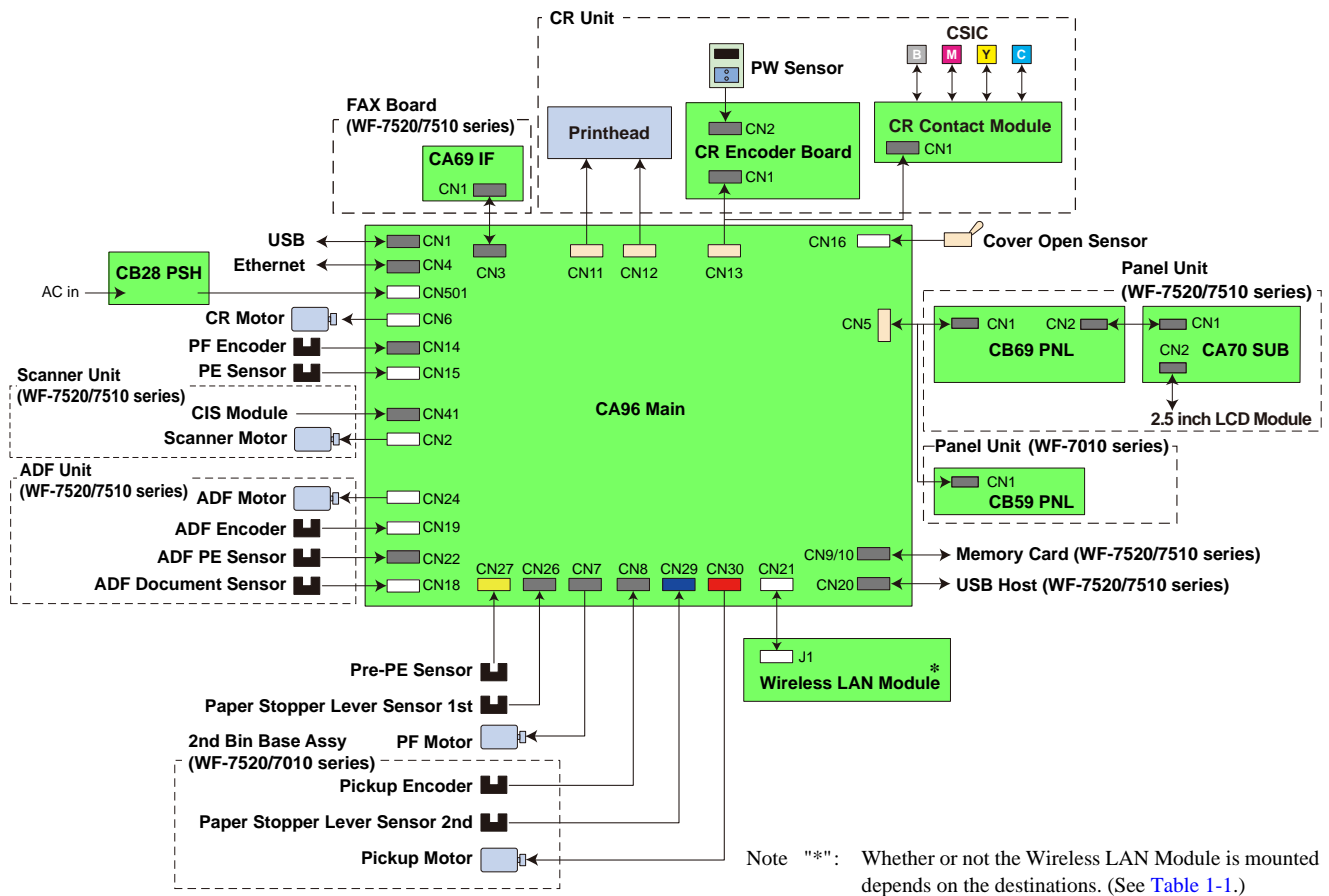 CR Unit
CSIC
B
M
Y
C
PW Sensor
FAX Board
(WF-7520/7510 series)
Printhead
CN2
CR Encoder Board
CN1
CR Contact Module
CN1
CA69 IF
CN1
USB
CN1
Ethernet
CN4
CN3
CN11
CN12
CN13
CN16
Cover Open Sensor
CB28 PSH
AC in
CN501
CR Motor
CN6
PF Encoder
CN14
PE Sensor
CN15
Panel Unit
(WF-7520/7510 series)
CN5
CN1
CN2
CB69 PNL
CN1
CA70 SUB
CN2
2.5 inch LCD Module
Scanner Unit
(WF-7520/7510 series)
CIS Module
CN41
Scanner Motor
CN2
CA96 Main
Panel Unit (WF-7010 series)
CN1
CB59 PNL
ADF Unit
(WF-7520/7510 series)
ADF Motor
CN24
ADF Encoder
CN19
ADF PE Sensor
CN22
ADF Document Sensor
CN18
CN27
CN26
CN7
CN8
CN29
CN30
CN21
CN9/10
Memory Card (WF-7520/7510 series)
CN20
USB Host (WF-7520/7510 series)
J1
*
Wireless LAN Module
Pre-PE Sensor
Paper Stopper Lever Sensor 1st
PF Motor
2nd Bin Base Assy
(WF-7520/7010 series)
Pickup Encoder
Paper Stopper Lever Sensor 2nd
Pickup Motor
Note "*": Whether or not the Wireless LAN Module is mounted
depends on the destinations. (See Table 1-1.)